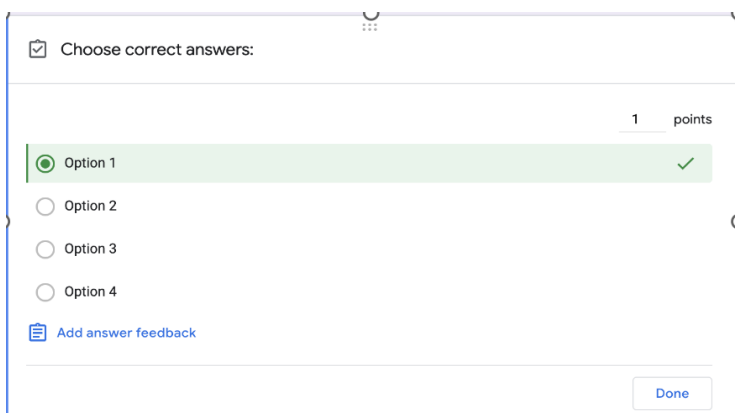 Choose correct answers:
1 points
Option 1
Option 2
Option 3
Option 4
Add answer feedback
Done